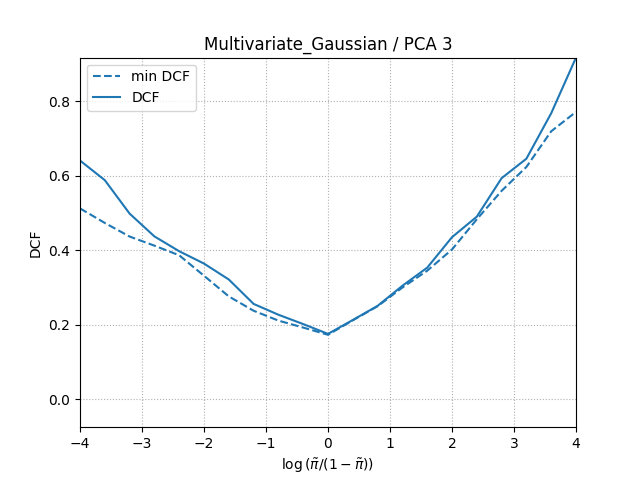 Multivariate_Gaussian / PCA 3
min DCF
DCF
DCF
0.8
0.6
0.4
0.2
0.0
−4 −3 −2 −1 0 1 2 3 4
log (π̃/(1 − π̃))